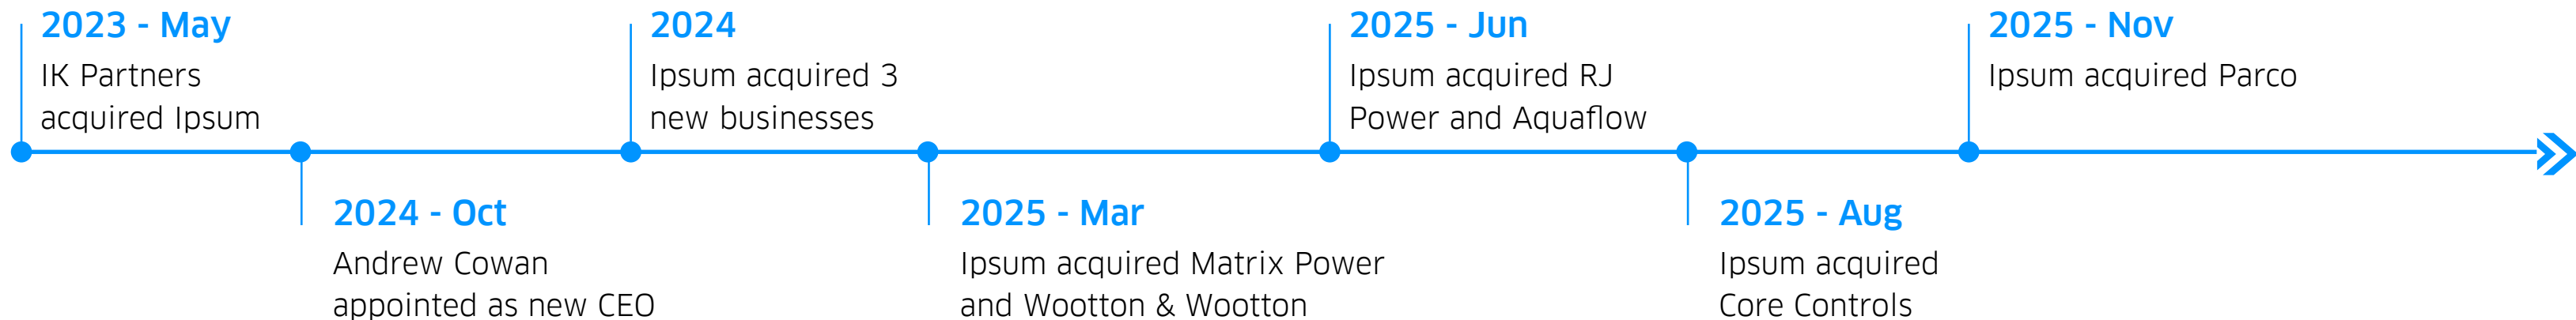 2023 - May
IK Partners
acquired Ipsum
2024 - Oct
Andrew Cowan
appointed as new CEO
2024
Ipsum acquired 3
new businesses
2025 - Mar
Ipsum acquired Matrix Power
and Wootton & Wootton
2025 - Jun
Ipsum acquired RJ
Power and Aquaflow
2025 - Aug
Ipsum acquired
Core Controls
2025 - Nov
Ipsum acquired Parco